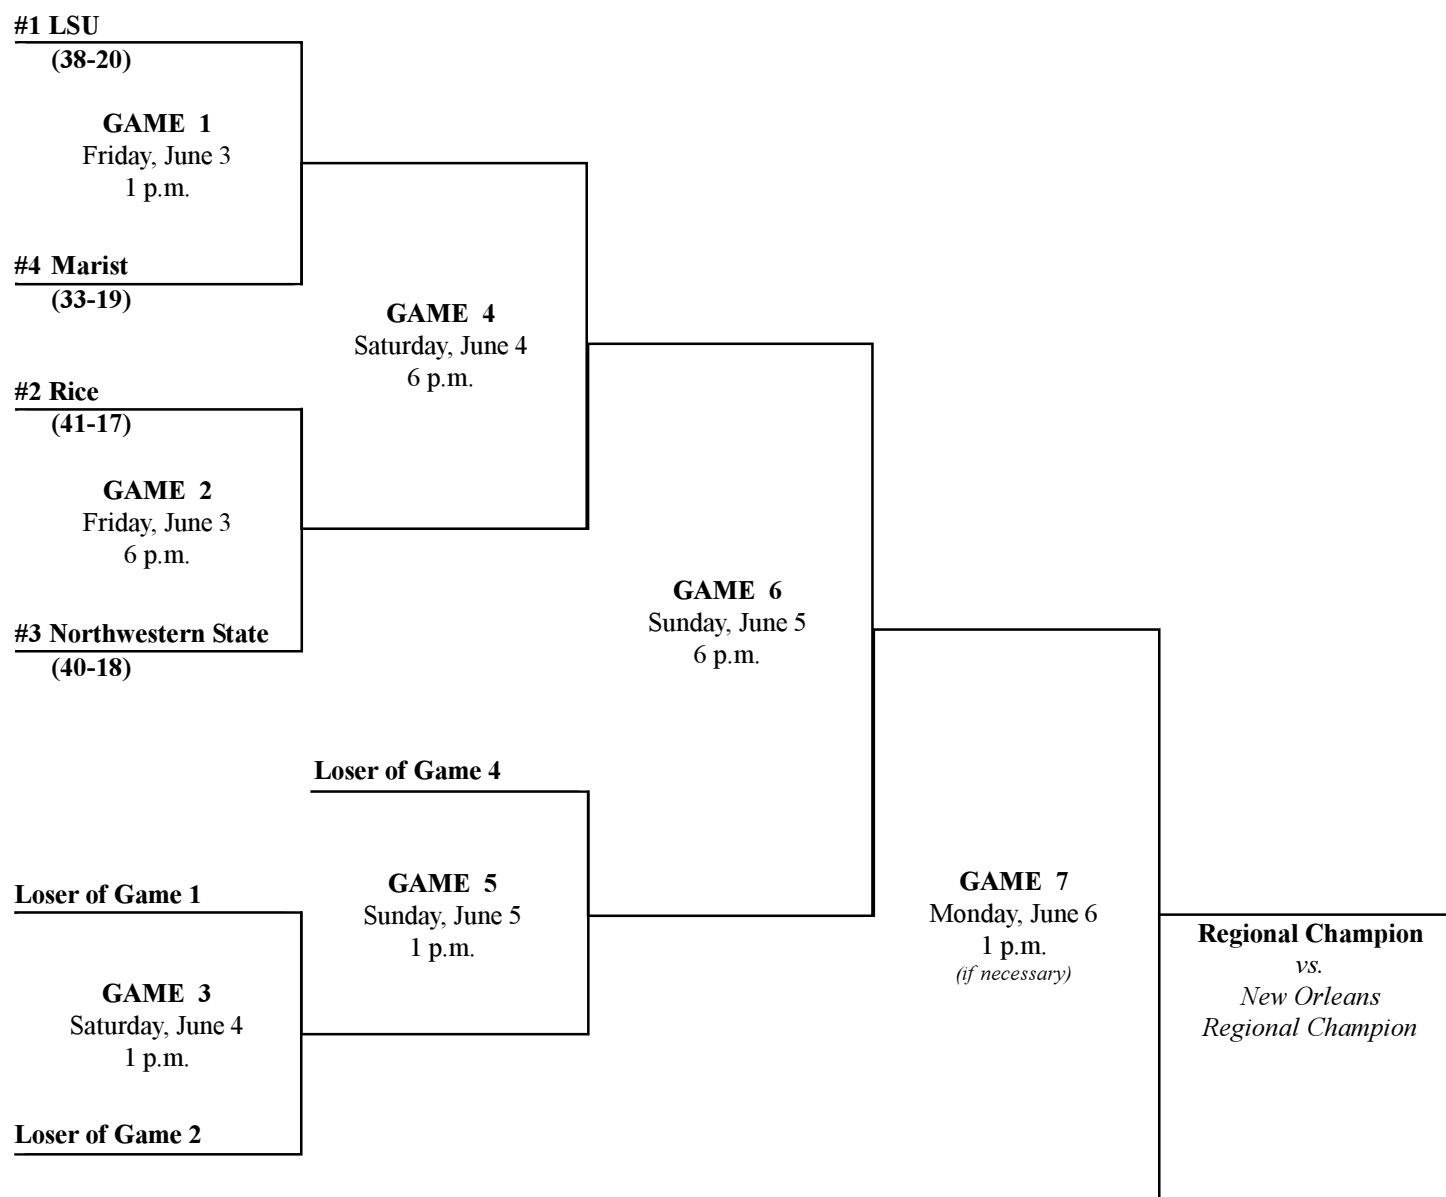 #1 LSU
(38-20)
GAME 1
Friday, June 3
1 p.m.
#4 Marist
(33-19)
GAME 4
Saturday, June 4
6 p.m.
#2 Rice
(41-17)
GAME 2
Friday, June 3
6 p.m.
#3 Northwestern State
(40-18)
GAME 6
Sunday, June 5
6 p.m.
Loser of Game 4
GAME 5
Sunday, June 5
1 p.m.
Loser of Game 1
GAME 3
Saturday, June 4
1 p.m.
Loser of Game 2
GAME 7
Monday, June 6
1 p.m.
(if necessary)
Regional Champion
vs.
New Orleans
Regional Champion